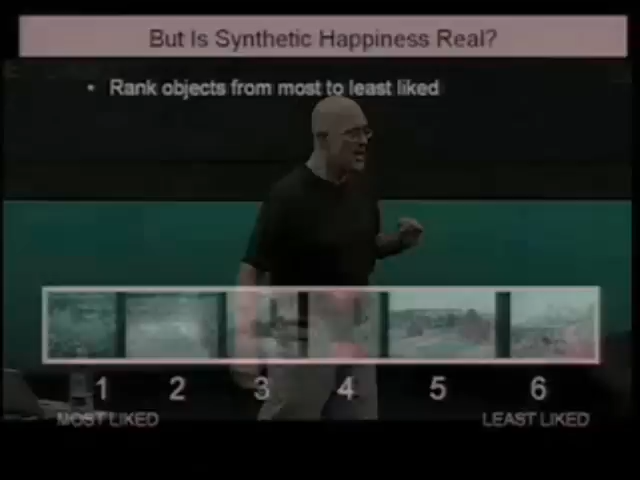 But Is Synthetic Happiness Real?
• Rank objects from most to least liked
1 2 3 4 5 6
MOST LIKED LEAST LIKED